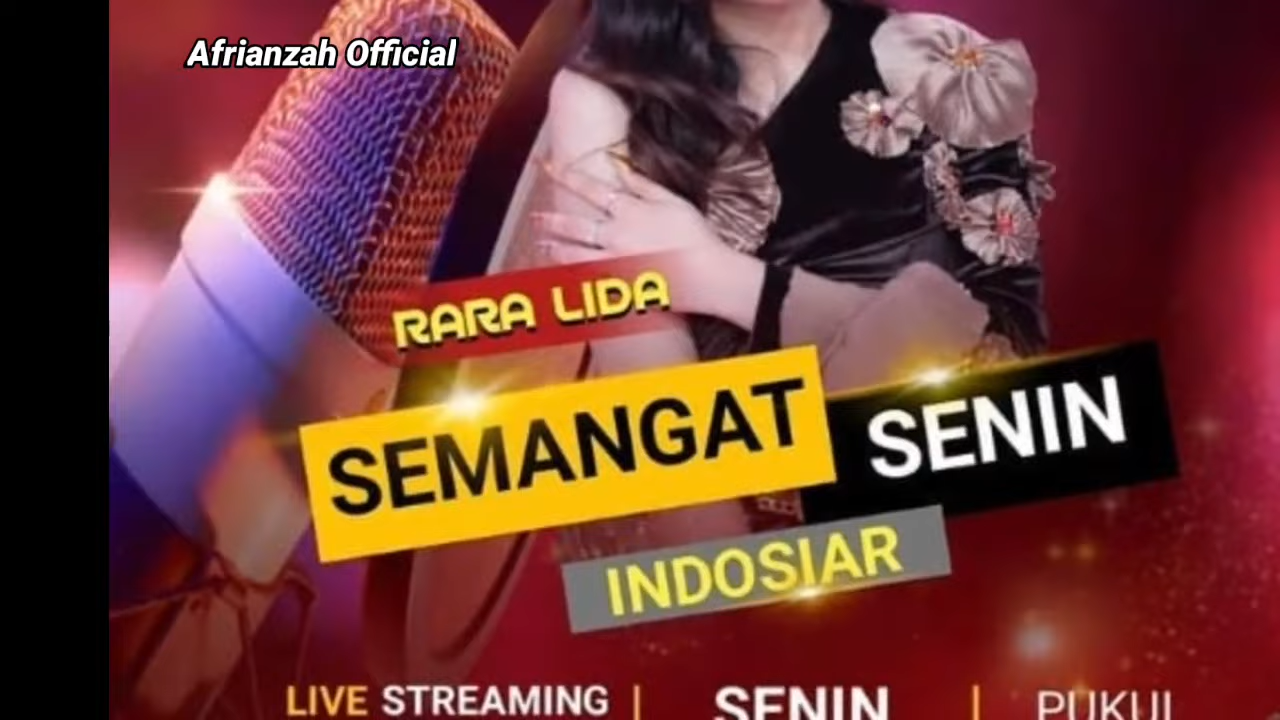 Afrianzah Official
RARA LIDA
SEMANGAT SENIN
INDOSIAR
LIVE STREAMING | SENIN | PUKUL